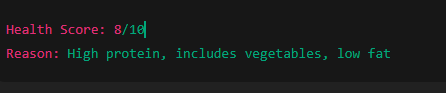 Health Score: 8/10
Reason: High protein, includes vegetables, low fat